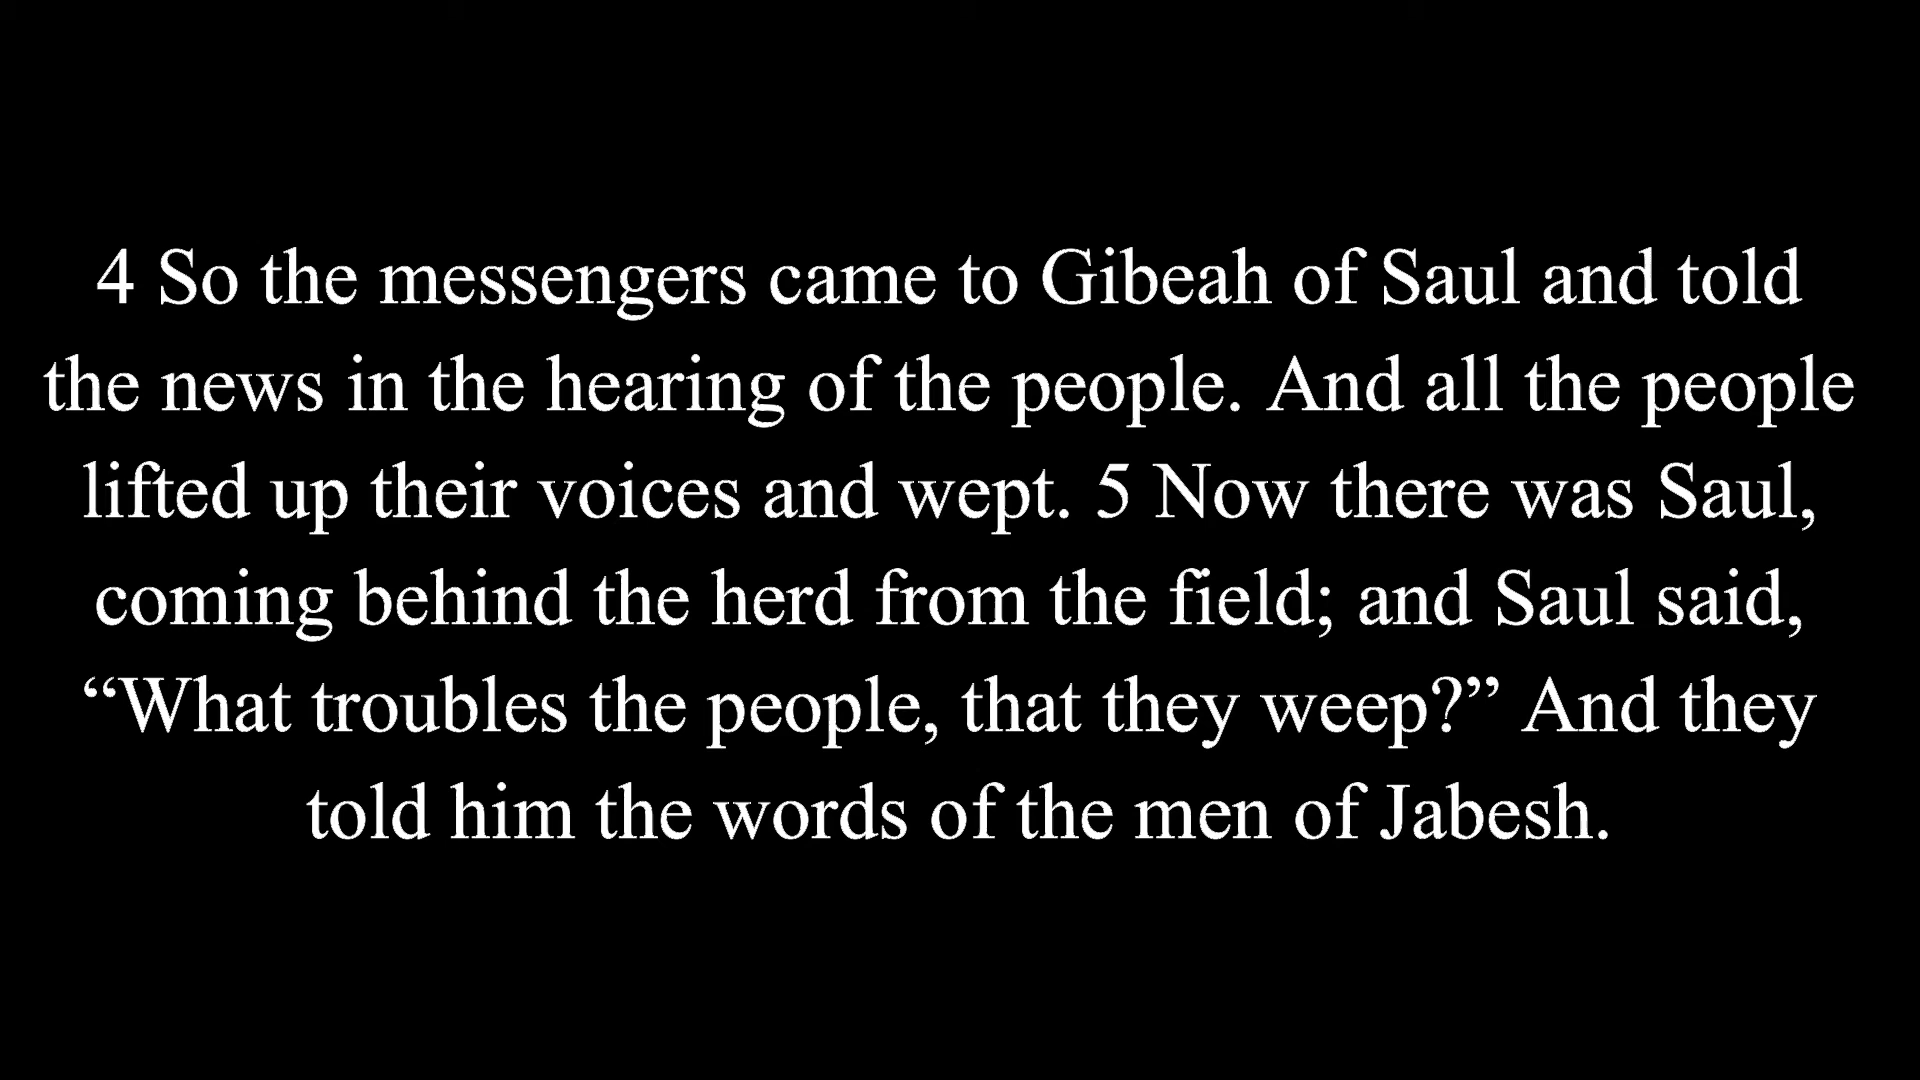 4 So the messengers came to Gibeah of Saul and told
the news in the hearing of the people. And all the people
lifted up their voices and wept. 5 Now there was Saul,
coming behind the herd from the field; and Saul said,
“What troubles the people, that they weep?” And they
told him the words of the men of Jabesh.